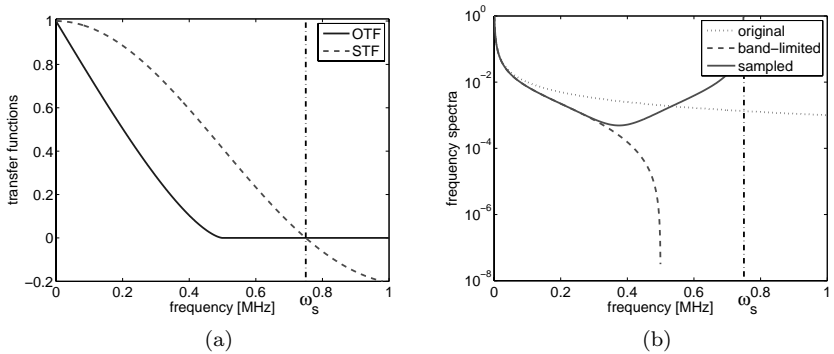 1
0.8
0.6
0.4
0.2
0
−0.2
transfer functions
0 0.2 0.4 0.6 0.8 1
frequency [MHz]
ω_s
OTF
STF
(a)
10^0
10^−2
10^−4
10^−6
10^−8
frequency spectra
0 0.2 0.4 0.6 0.8 1
frequency [MHz]
ω_s
original
band−limited
sampled
(b)